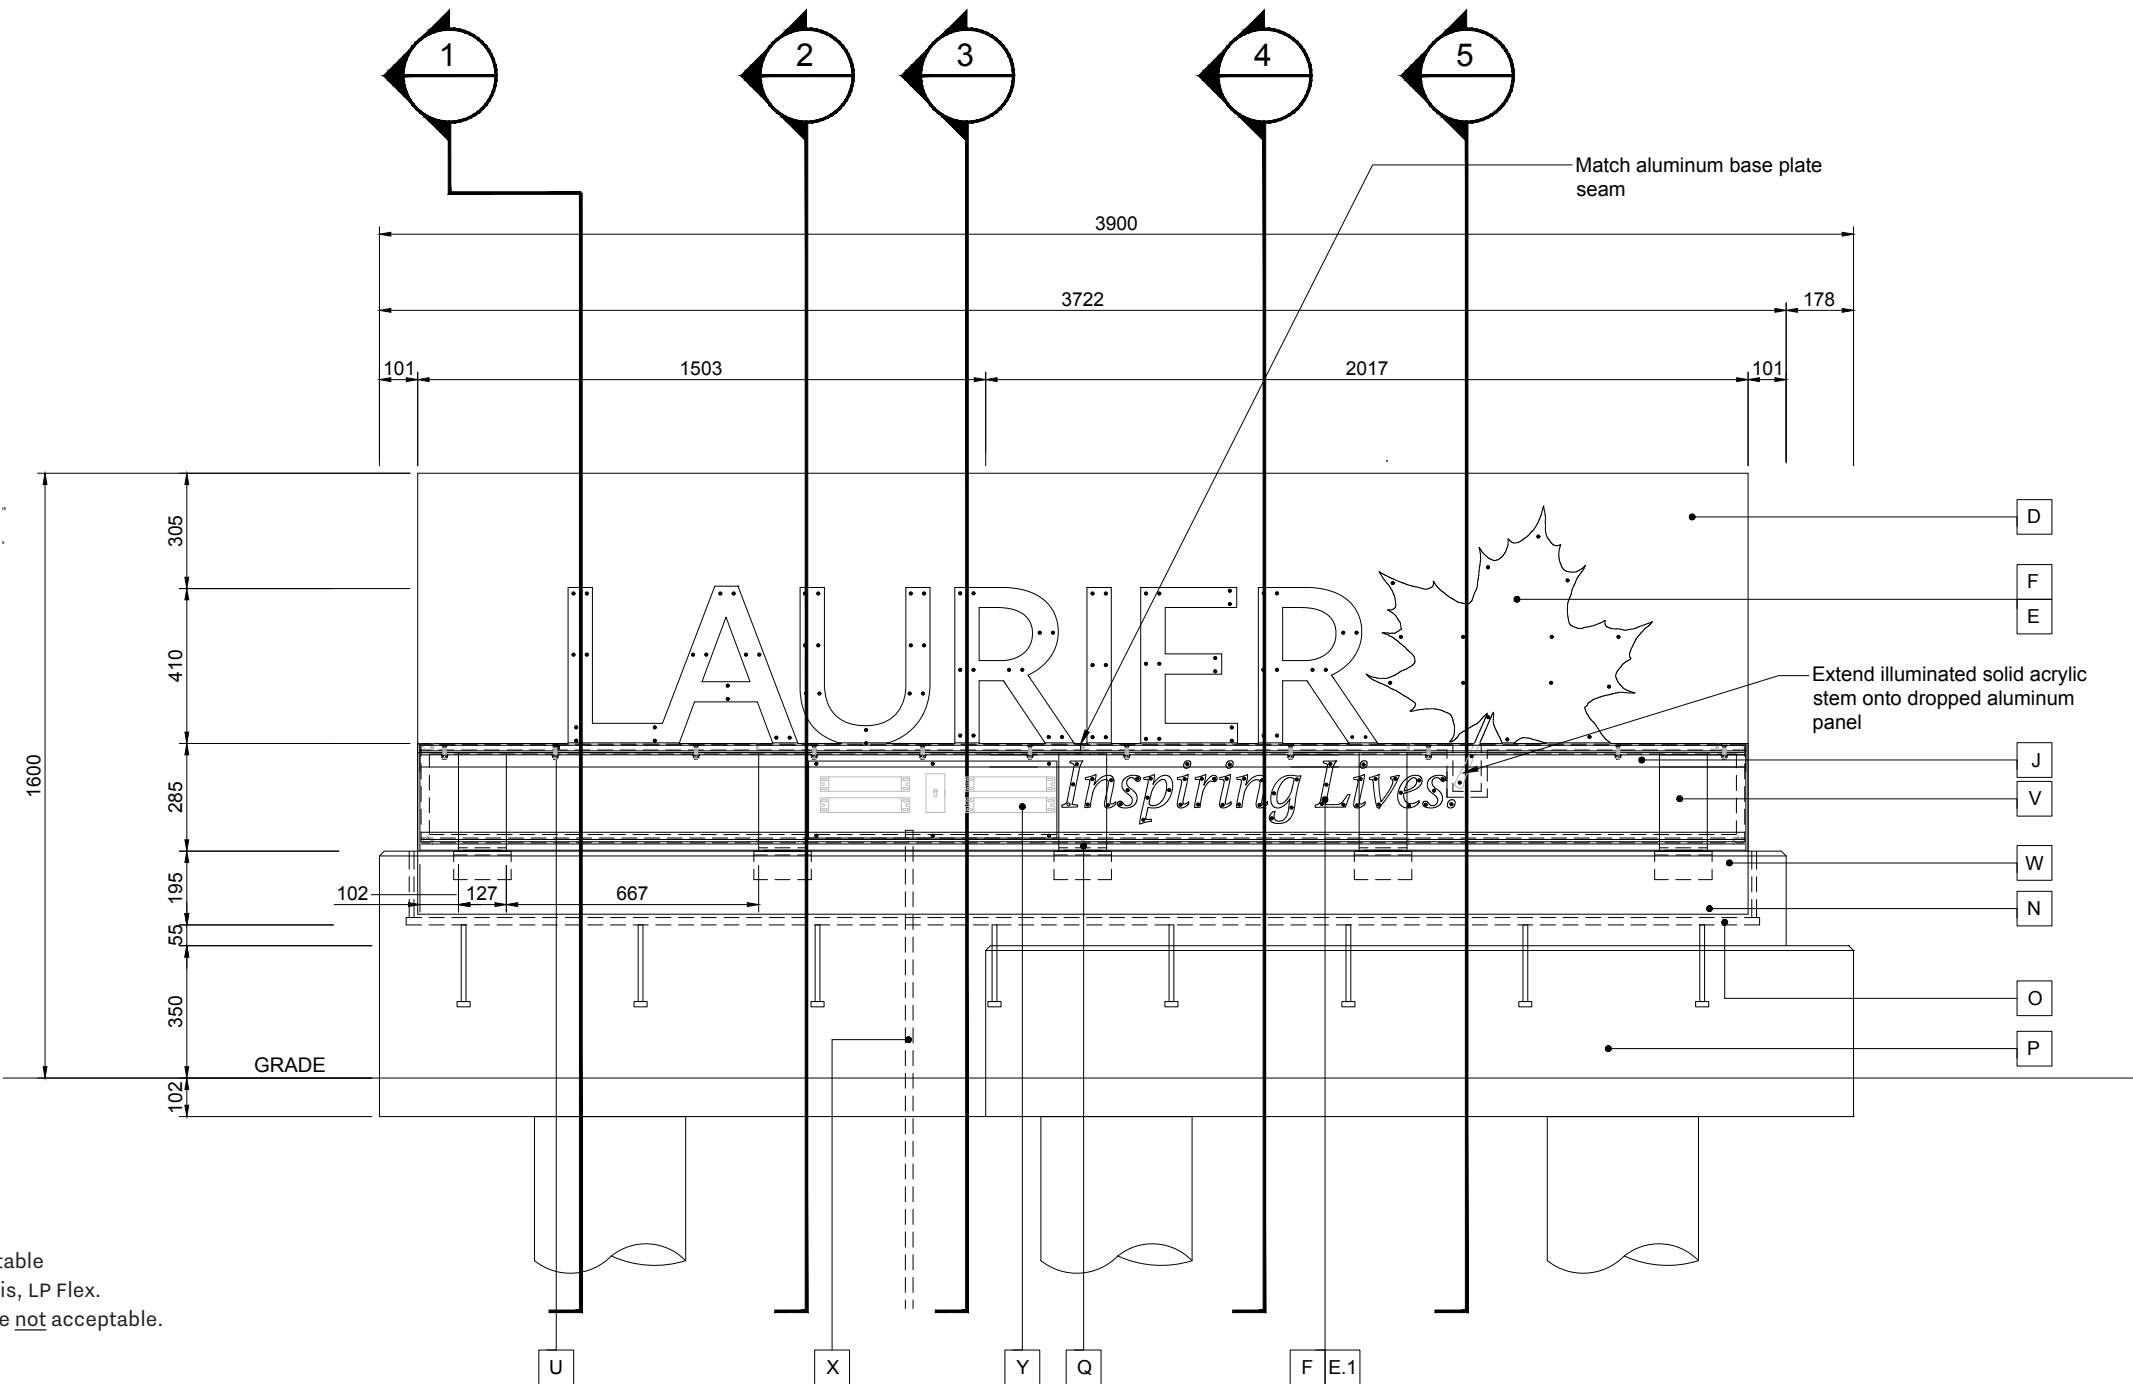 1
2
3
4
5
Match aluminum base plate
seam
3900
3722
178
101
1503
2017
101
1600
305
410
285
195
55
350
102
LAURIER
Inspiring Lives.
D
F
E
Extend illuminated solid acrylic
stem onto dropped aluminum
panel
J
V
W
N
O
P
102
127
667
GRADE
table
is, LP Flex.
e not acceptable.
U
X
Y
Q
F
E.1